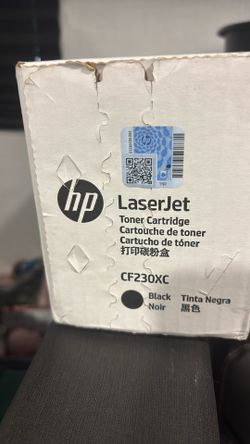 hp
LaserJet
Toner Cartridge
Cartouche de toner
Cartucho de tóner
打印碳粉盒
CF230XC
Black Tinta Negra
Noir 黑色